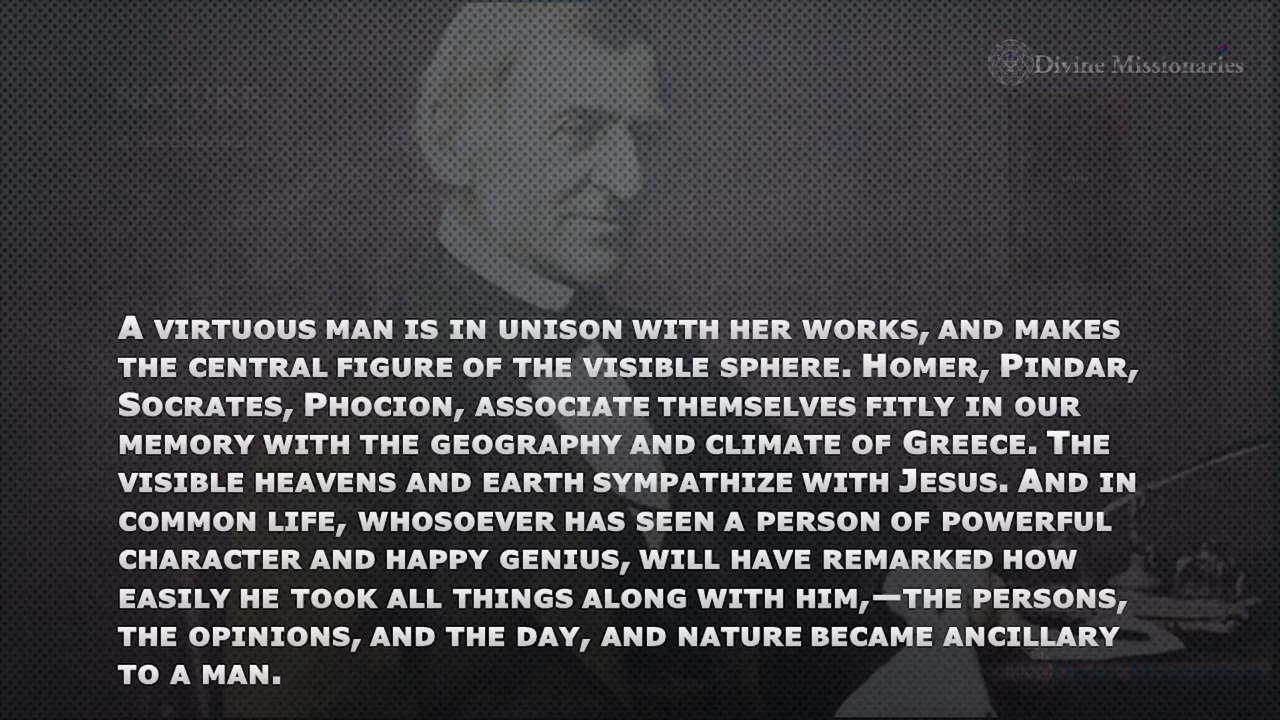 Divine Missionaries
A VIRTUOUS MAN IS IN UNISON WITH HER WORKS, AND MAKES
THE CENTRAL FIGURE OF THE VISIBLE SPHERE. HOMER, PINDAR,
SOCRATES, PHOCION, ASSOCIATE THEMSELVES FITLY IN OUR
MEMORY WITH THE GEOGRAPHY AND CLIMATE OF GREECE. THE
VISIBLE HEAVENS AND EARTH SYMPATHIZE WITH JESUS. AND IN
COMMON LIFE, WHOSOEVER HAS SEEN A PERSON OF POWERFUL
CHARACTER AND HAPPY GENIUS, WILL HAVE REMARKED HOW
EASILY HE TOOK ALL THINGS ALONG WITH HIM,—THE PERSONS,
THE OPINIONS, AND THE DAY, AND NATURE BECAME ANCILLARY
TO A MAN.